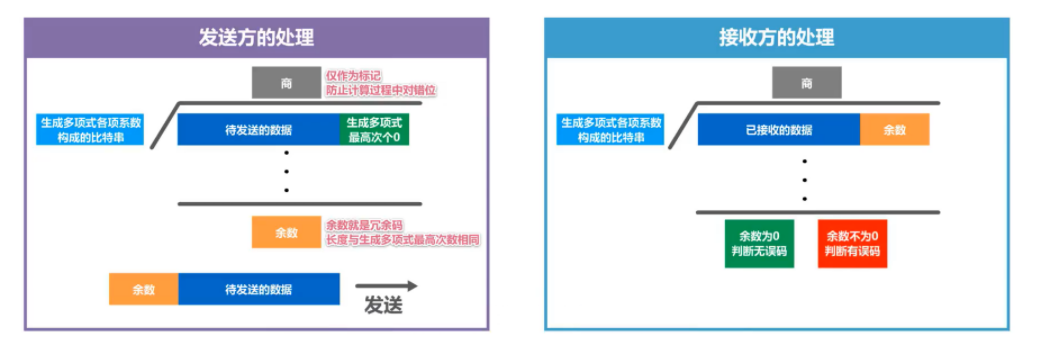 发送方的处理
商
仅作为标记
防止计算过程中对错位
生成多项式各项系数
构成的比特串
待发送的数据
生成多项式
最高次个0
余数
余数就是冗余码
长度与生成多项式最高次数相同
余数
待发送的数据
发送
接收方的处理
商
生成多项式各项系数
构成的比特串
已接收的数据
余数
余数为0
判断无误码
余数不为0
判断有误码